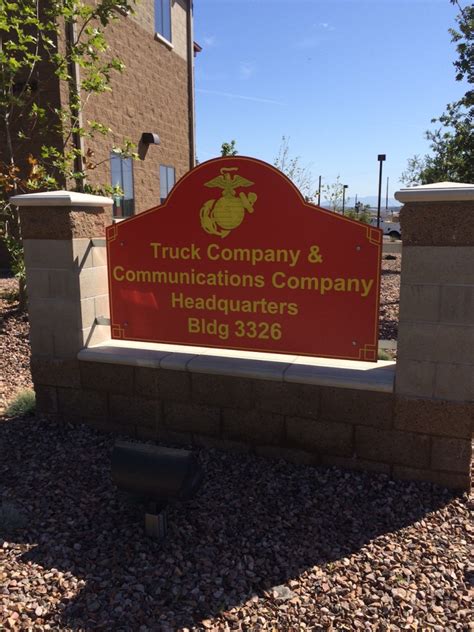 Truck Company &
Communications Company
Headquarters
Bldg 3326